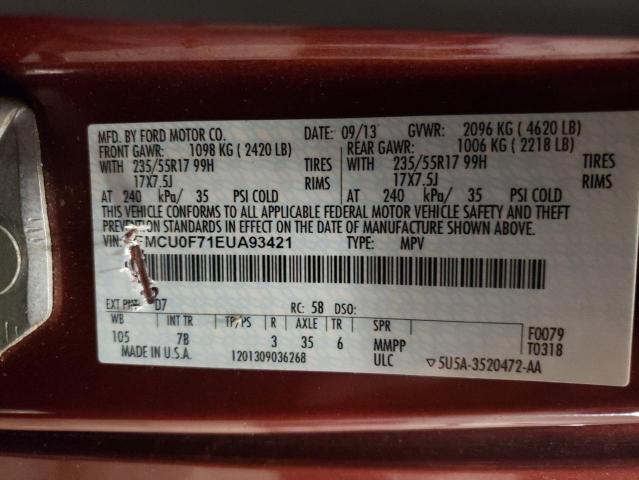 MFD. BY FORD MOTOR CO. DATE: 09/13 GVWR: 2096 KG ( 4620 LB)
FRONT GAWR: 1098 KG ( 2420 LB) REAR GAWR: 1006 KG ( 2218 LB)
WITH 235/55R17 99H TIRES WITH 235/55R17 99H TIRES
17X7.5J RIMS 17X7.5J RIMS
AT 240 kPa/ 35 PSI COLD AT 240 kPa/ 35 PSI COLD
THIS VEHICLE CONFORMS TO ALL APPLICABLE FEDERAL MOTOR VEHICLE SAFETY AND THEFT
PREVENTION STANDARDS IN EFFECT ON THE DATE OF MANUFACTURE SHOWN ABOVE.
VIN: MCU0F71EUA93421 TYPE: MPV
EXT PNT: D7 RC: 58 DSO:
WB INT TR TP/PS R AXLE TR SPR F0079
105 7B 3 35 6 MMPP T0318
MADE IN U.S.A. 1201309036268 ULC ▽5U5A-3520472-AA